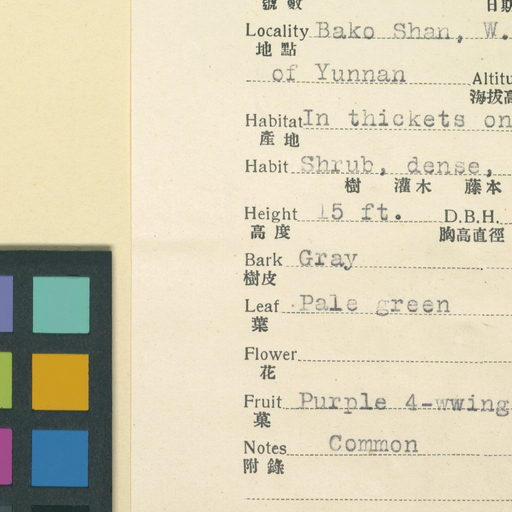 號數 日期
Locality Bako Shan, W.
地點
of Yunnan Altitu
海拔高
Habitat In thickets on
產地
Habit Shrub, dense,
樹 灌木 藤本
Height 15 ft. D.B.H.
高度 胸高直徑
Bark Gray
樹皮
Leaf Pale green
葉
Flower
花
Fruit Purple 4-wwing
菓
Notes Common
附錄